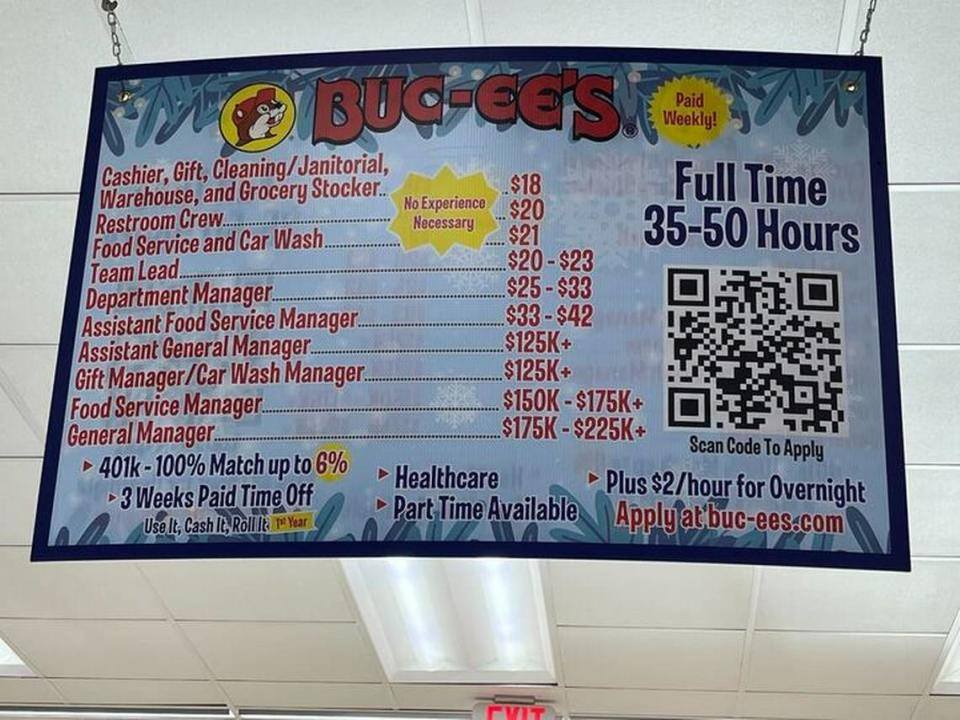 BUC-EE'S
Paid
Weekly!
Cashier, Gift, Cleaning/Janitorial,
Warehouse, and Grocery Stocker.. $18
Restroom Crew........ $20
No Experience
Necessary
Food Service and Car Wash........ $21
Team Lead........ $20 - $23
Department Manager........ $25 - $33
Assistant Food Service Manager........ $33 - $42
Assistant General Manager........ $125K+
Gift Manager/Car Wash Manager........ $125K+
Food Service Manager........ $150K - $175K+
General Manager........ $175K - $225K+
Full Time
35-50 Hours
Scan Code To Apply
401k - 100% Match up to 6%
3 Weeks Paid Time Off
Use It, Cash It, Roll It 1st Year
Healthcare
Part Time Available
Plus $2/hour for Overnight
Apply at buc-ees.com
EXIT